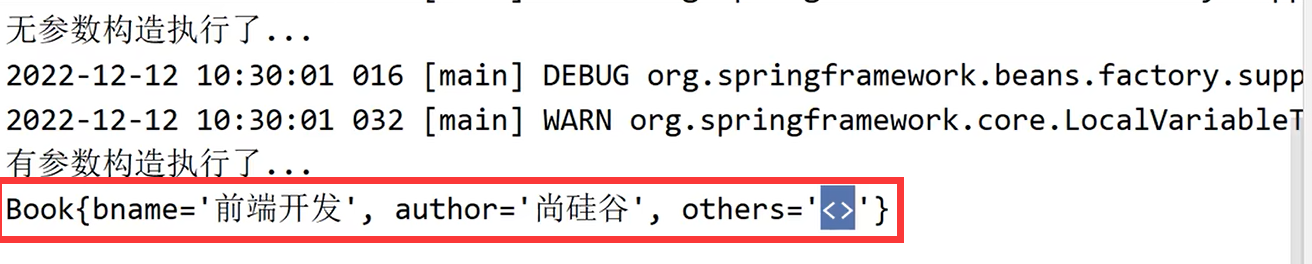 无参数构造执行了...
2022-12-12 10:30:01 016 [main] DEBUG org.springframework.beans.factory.supp
2022-12-12 10:30:01 032 [main] WARN org.springframework.core.LocalVariableT
有参数构造执行了...
Book{bname='前端开发', author='尚硅谷', others='<>'}